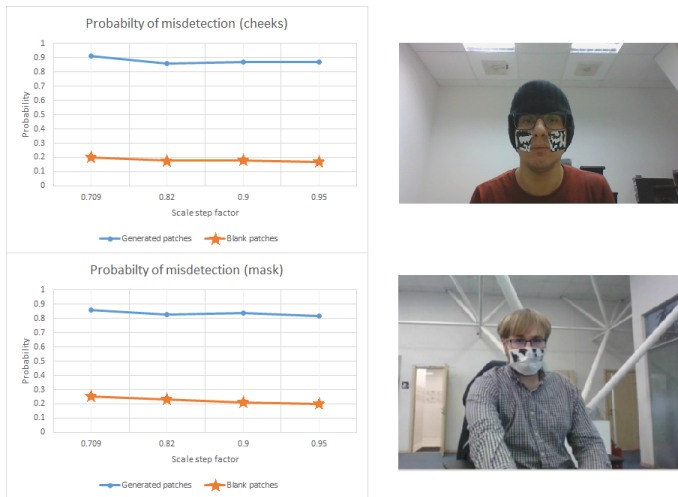 Probabilty of misdetection (cheeks)
1
0.9
0.8
0.7
0.6
0.5
0.4
0.3
0.2
0.1
0
Probability
0.709 0.82 0.9 0.95
Scale step factor
Generated patches Blank patches
Probabilty of misdetection (mask)
1
0.9
0.8
0.7
0.6
0.5
0.4
0.3
0.2
0.1
0
Probability
0.709 0.82 0.9 0.95
Scale step factor
Generated patches Blank patches